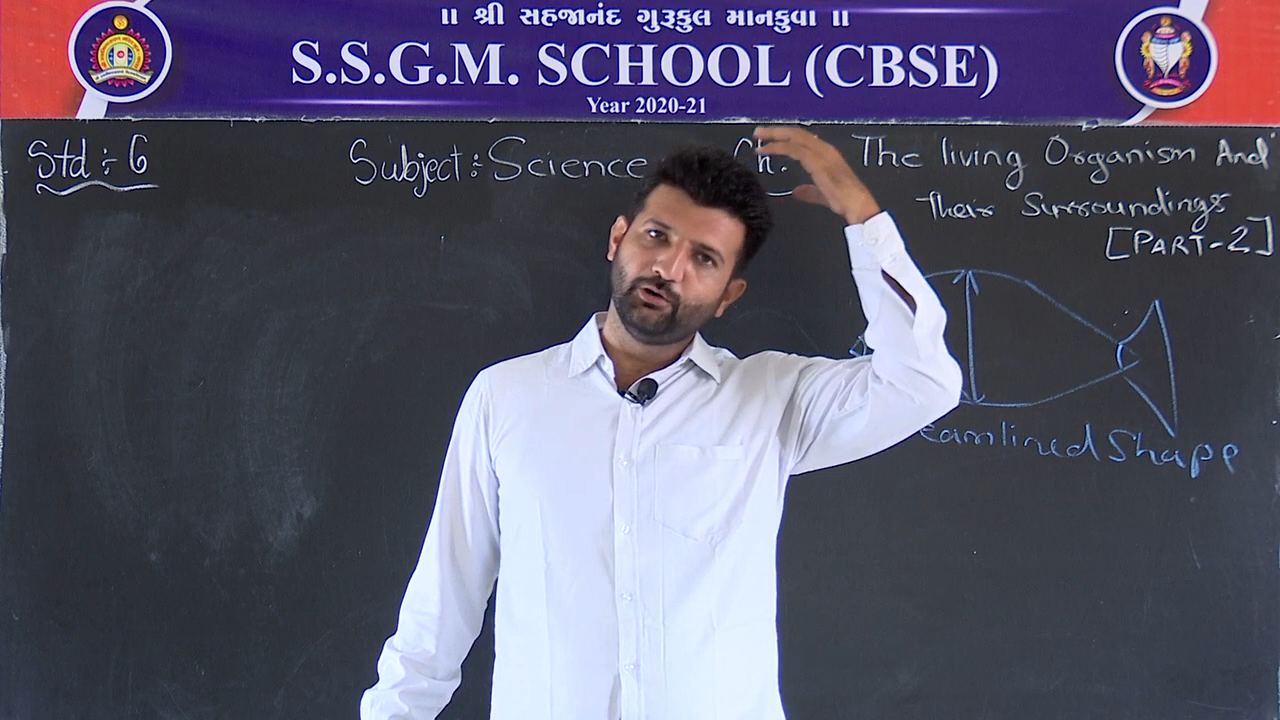 ॥ શ્રી સહજાનંદ ગુરૂકુલ માનકુવા ॥
S.S.G.M. SCHOOL (CBSE)
Year 2020-21
Std : 6 Subject : Science Ch. The living Organism And
Their Surroundings
[PART-2]
eamlined Shape